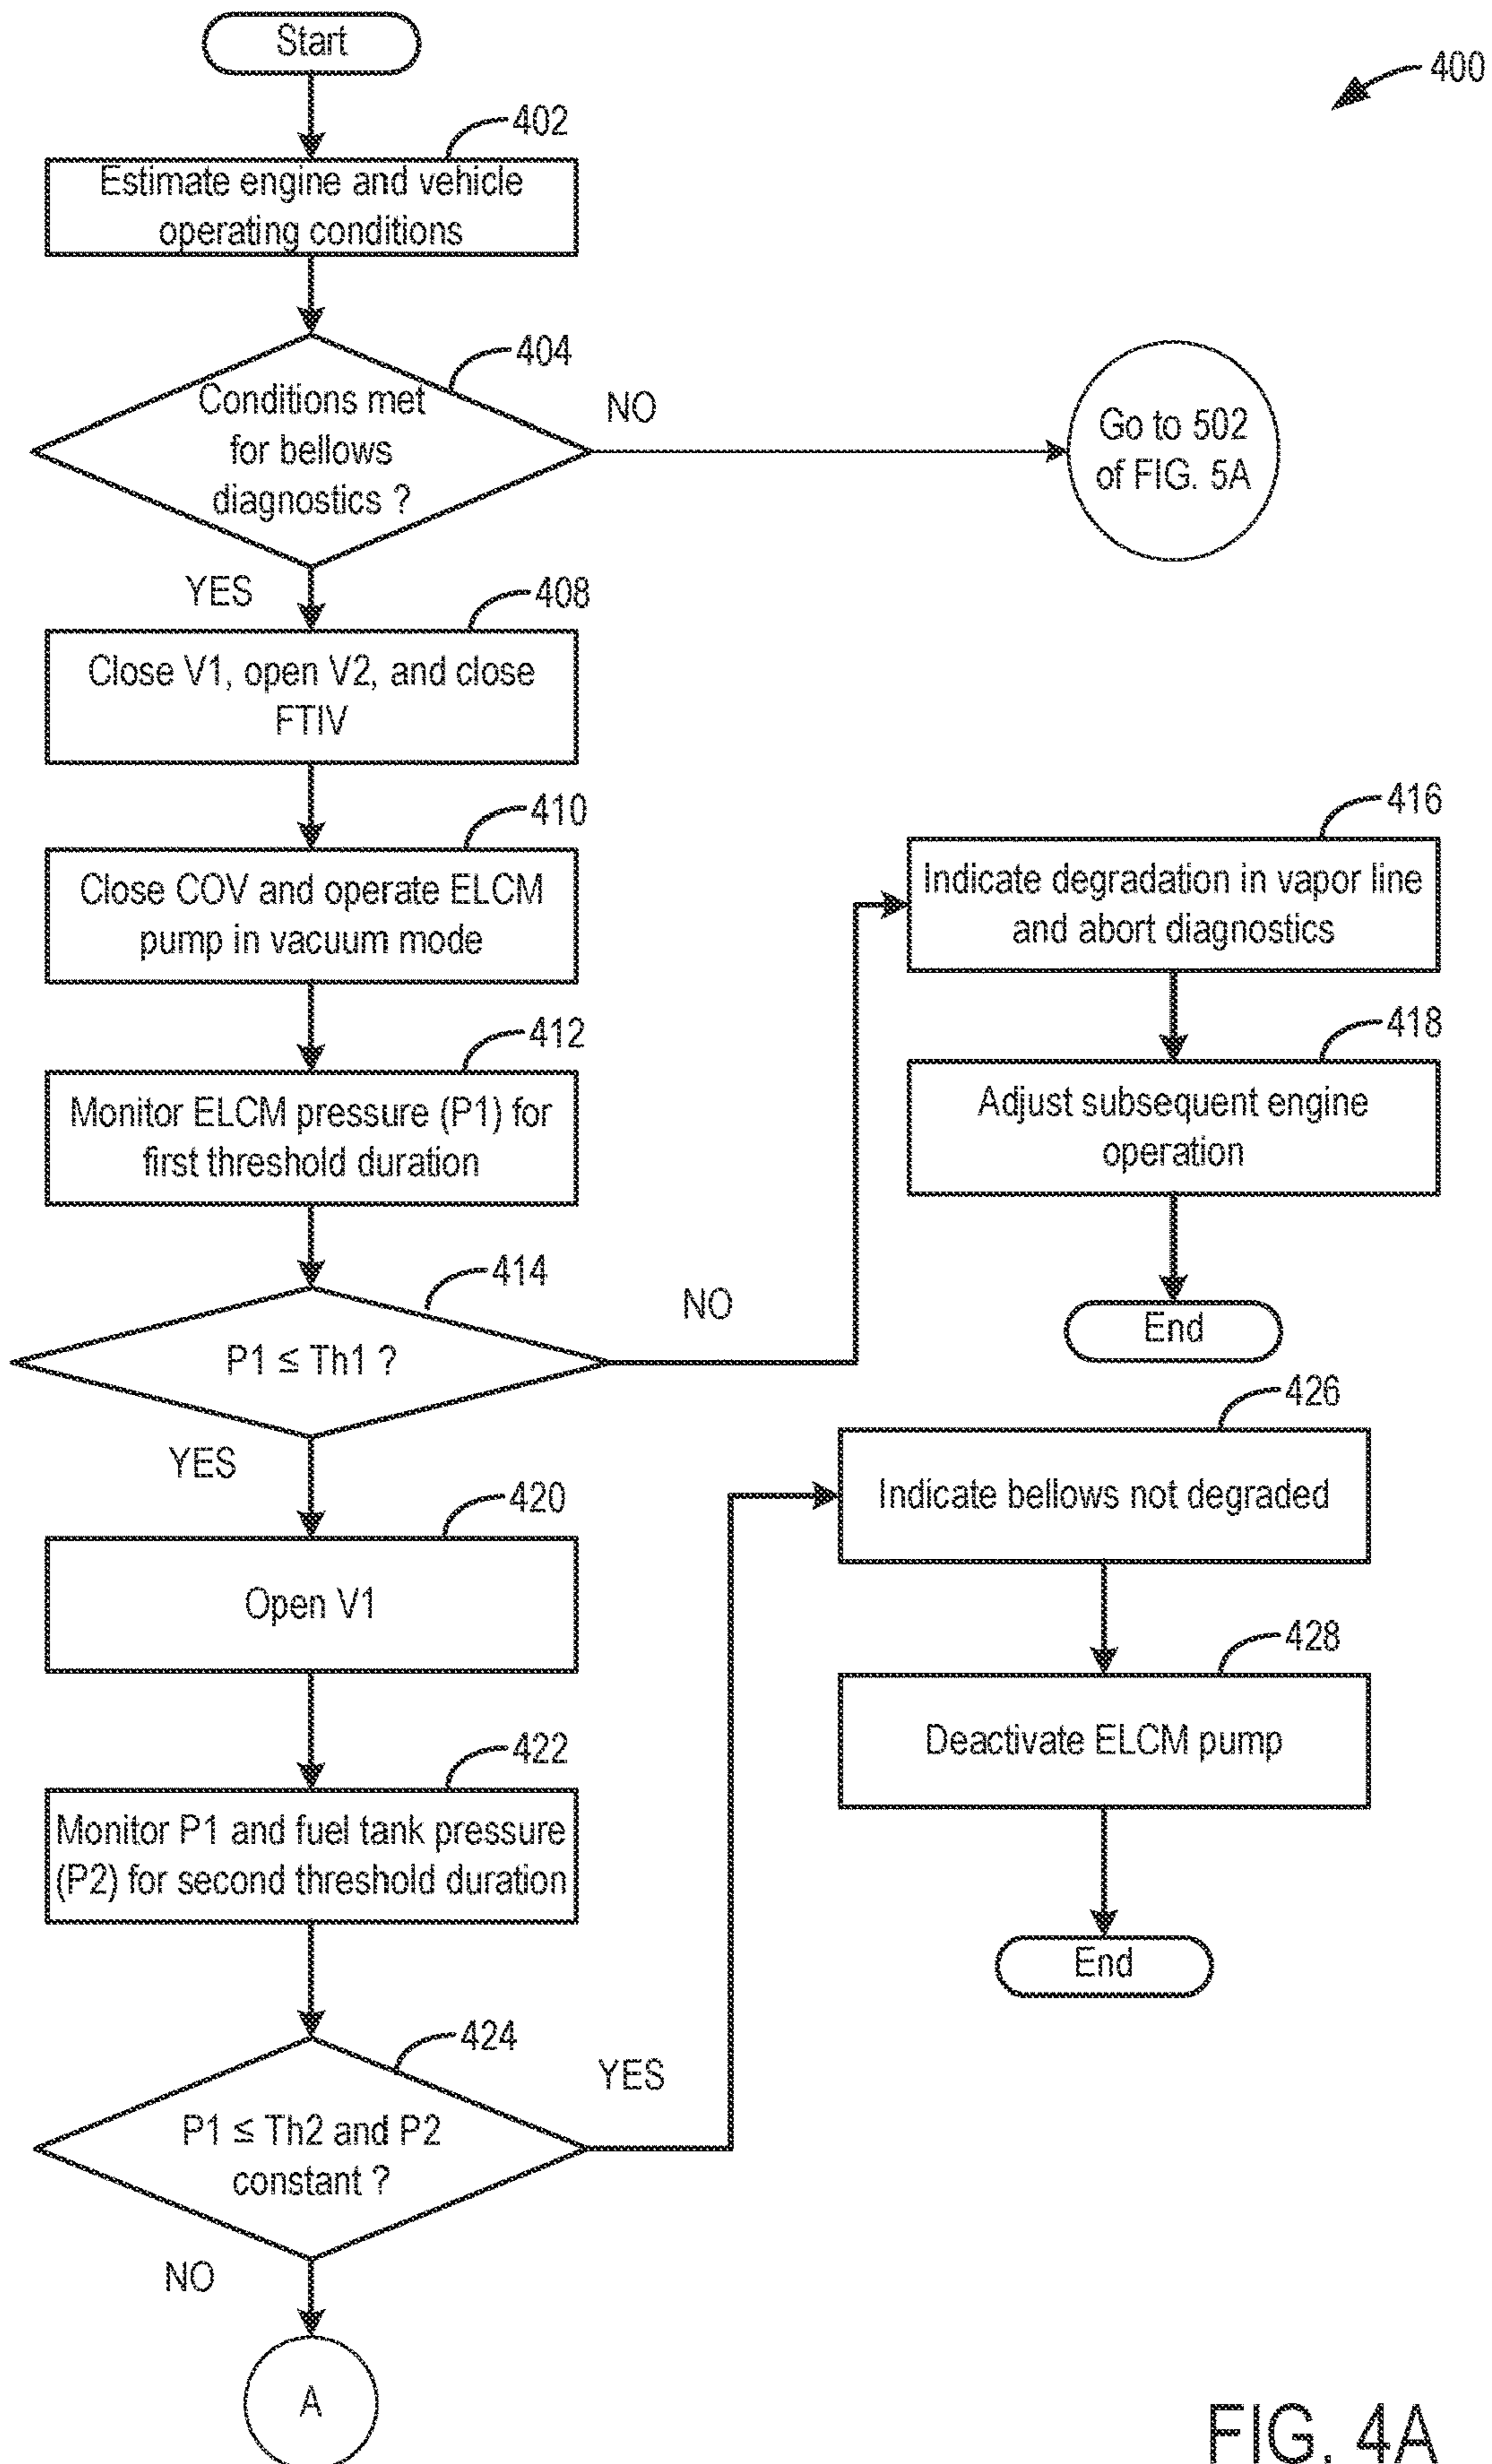 Start
400
402
Estimate engine and vehicle
operating conditions
404
Conditions met
for bellows
diagnostics ?
NO
Go to 502
of FIG. 5A
YES
408
Close V1, open V2, and close
FTIV
410
Close COV and operate ELCM
pump in vacuum mode
412
Monitor ELCM pressure (P1) for
first threshold duration
414
P1 ≤ Th1 ?
NO
416
Indicate degradation in vapor line
and abort diagnostics
418
Adjust subsequent engine
operation
End
YES
420
Open V1
422
Monitor P1 and fuel tank pressure
(P2) for second threshold duration
424
P1 ≤ Th2 and P2
constant ?
YES
426
Indicate bellows not degraded
428
Deactivate ELCM pump
End
NO
A
FIG. 4A